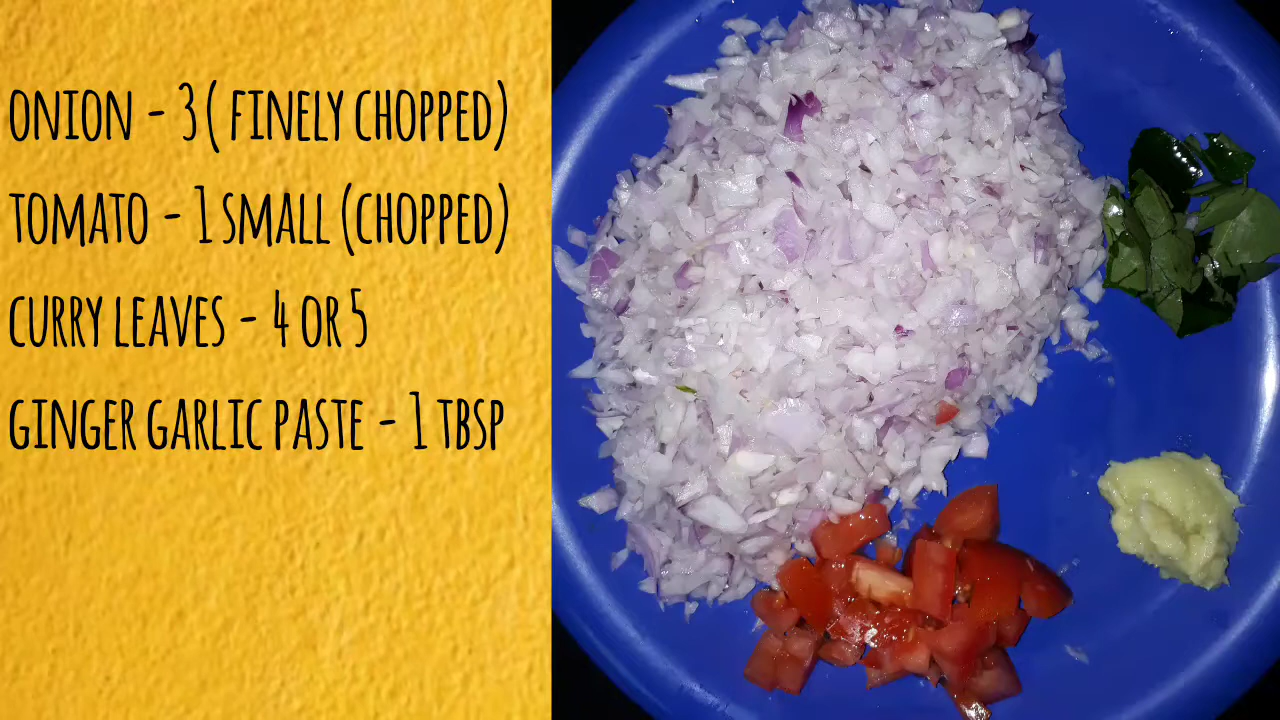 ONION - 3 ( FINELY CHOPPED)
TOMATO - 1 SMALL (CHOPPED)
CURRY LEAVES - 4 OR 5
GINGER GARLIC PASTE - 1 TBSP